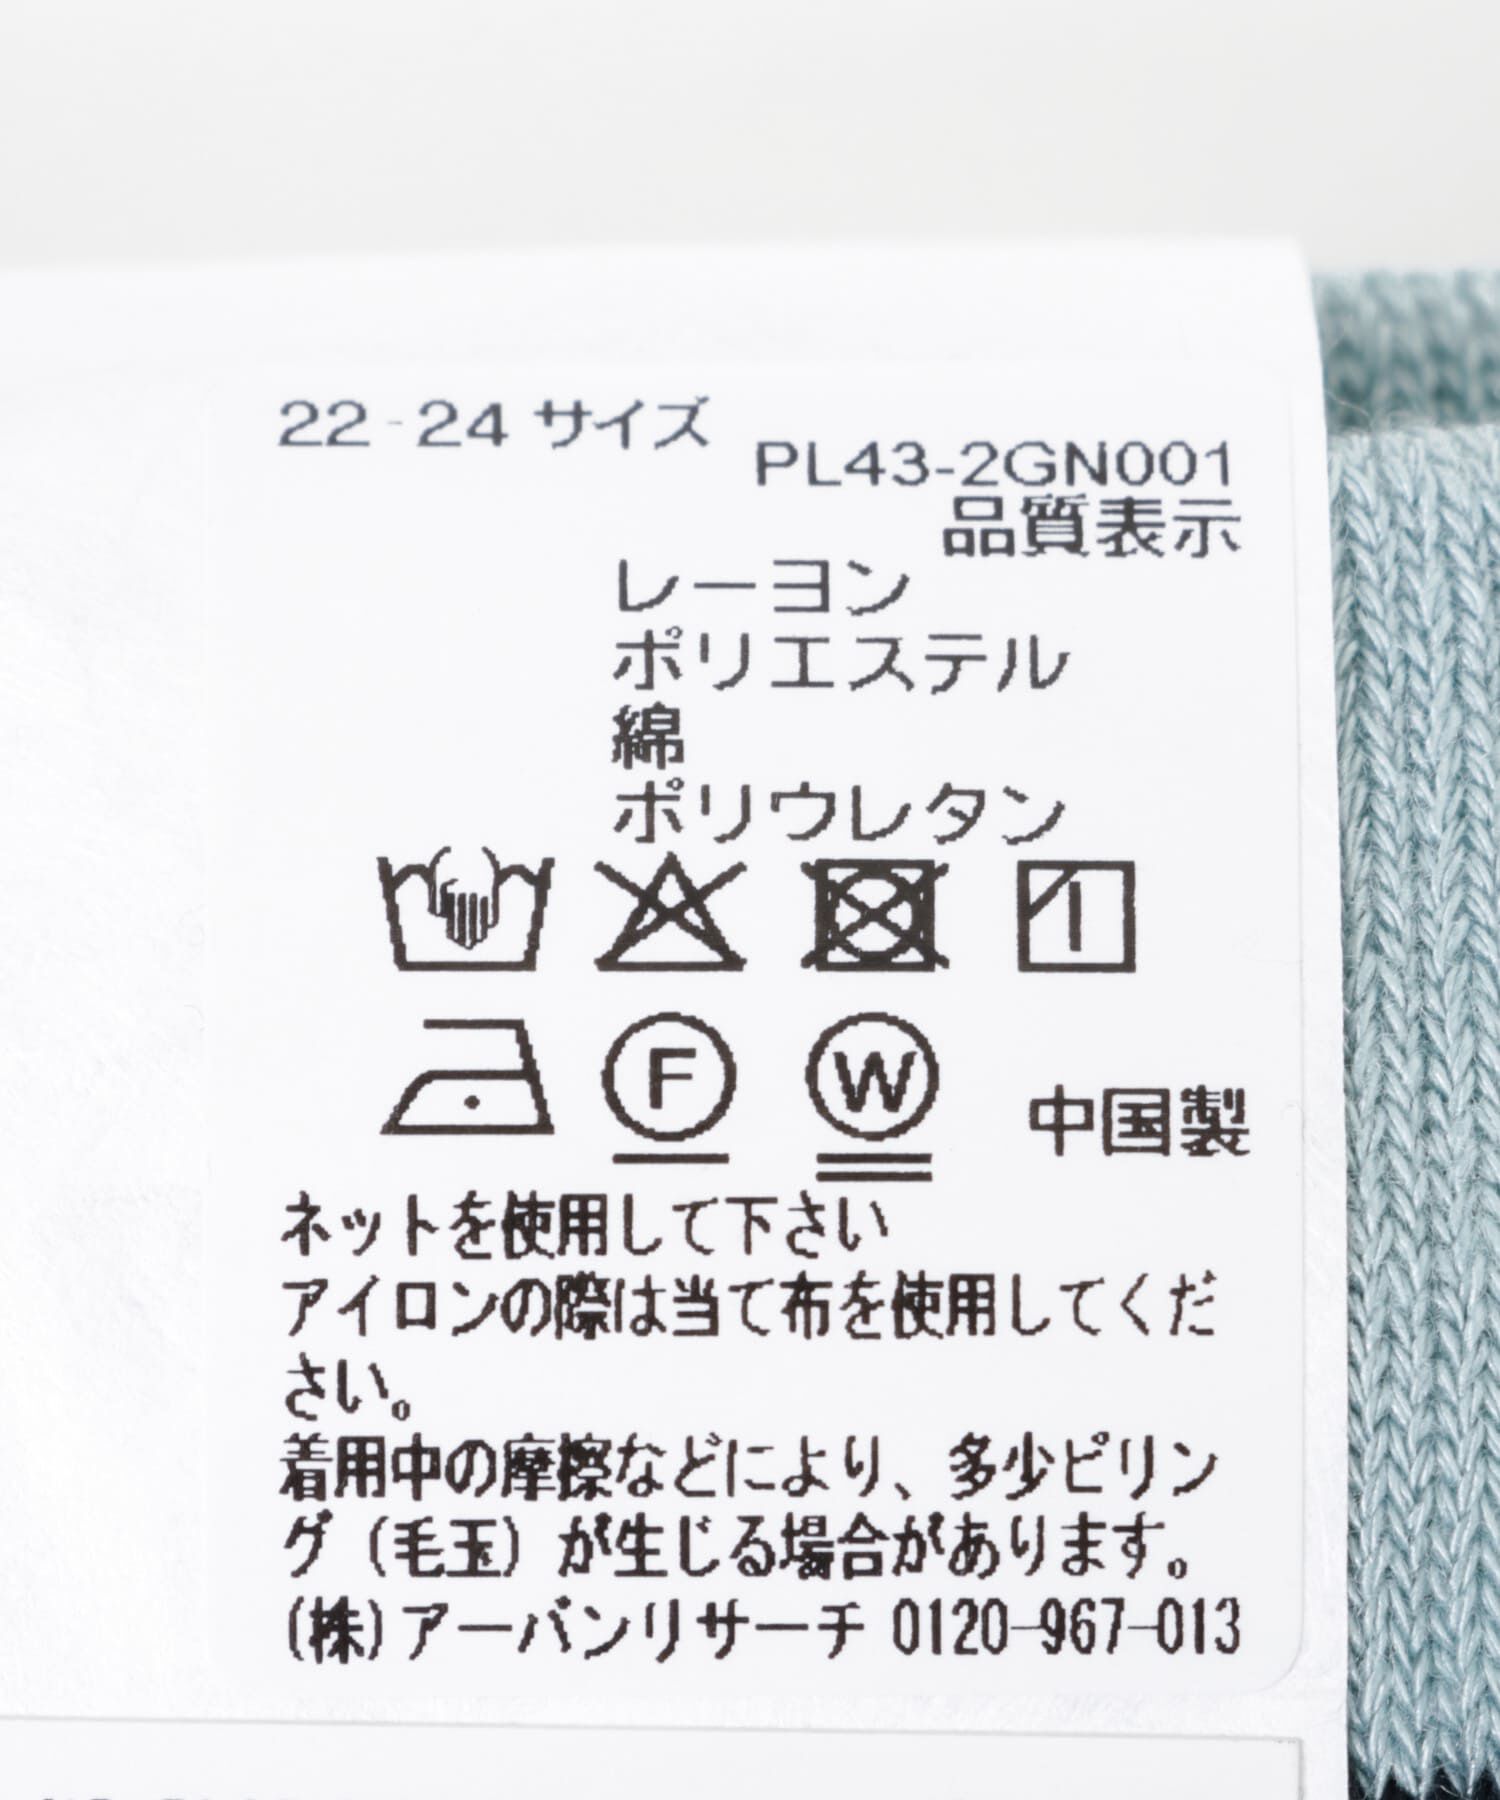 22-24 サイズ
PL43-2GN001
品質表示
レーヨン
ポリエステル
綿
ポリウレタン
F W 中国製
ネットを使用して下さい
アイロンの際は当て布を使用してくだ
さい。
着用中の摩擦などにより、多少ピリン
グ(毛玉)が生じる場合があります。
(株)アーバンリサーチ 0120-967-013